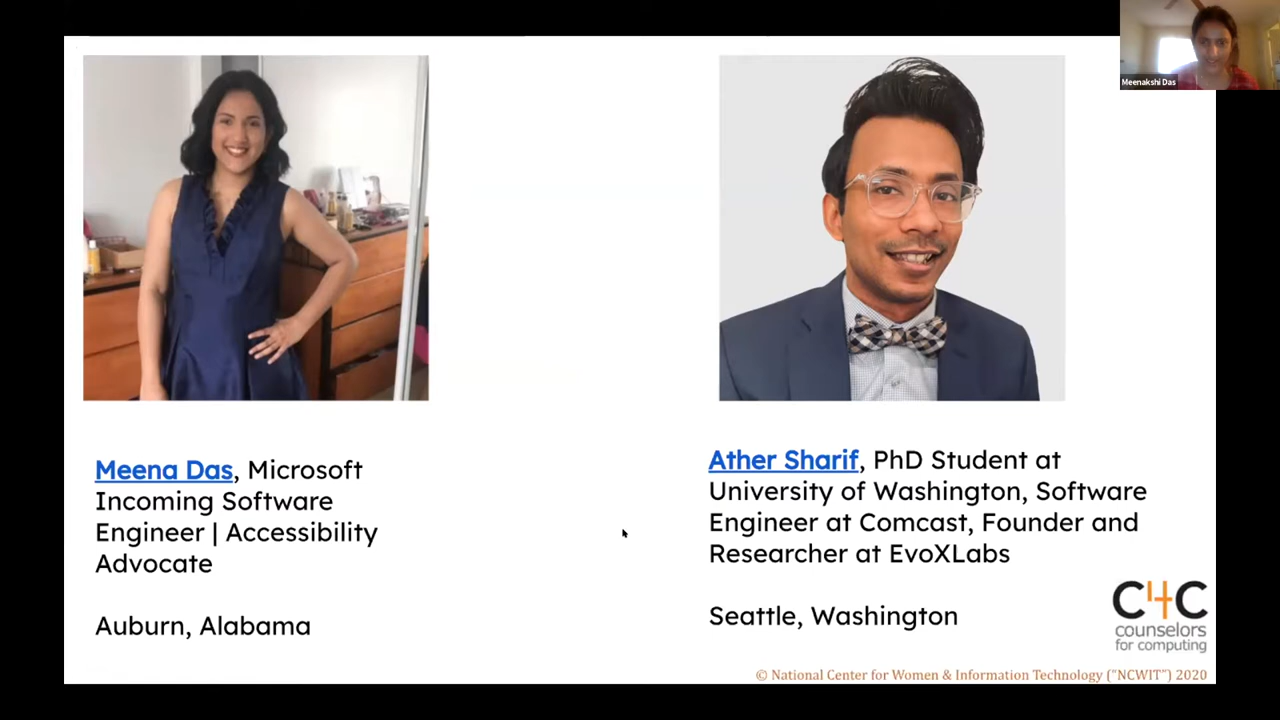 Meenakshi Das
Meena Das, Microsoft
Incoming Software
Engineer | Accessibility
Advocate
Auburn, Alabama
Ather Sharif, PhD Student at
University of Washington, Software
Engineer at Comcast, Founder and
Researcher at EvoXLabs
Seattle, Washington
C4C
counselors
for computing
© National Center for Women & Information Technology ("NCWIT") 2020